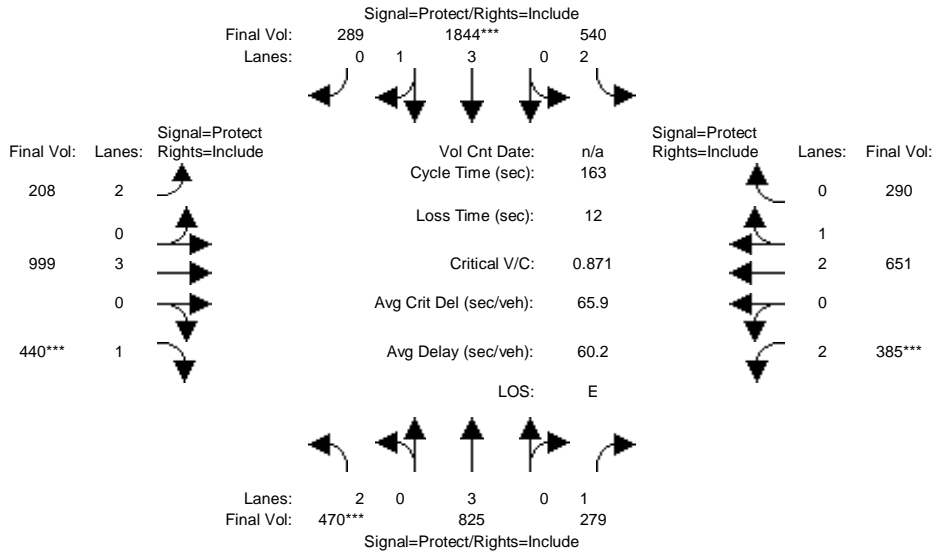 Signal=Protect/Rights=Include
Final Vol: 289 1844*** 540
Lanes: 0 1 3 0 2
Signal=Protect Signal=Protect
Final Vol: Lanes: Rights=Include Vol Cnt Date: n/a Rights=Include Lanes: Final Vol:
Cycle Time (sec): 163
208 2 0 290
Loss Time (sec): 12
0 1
999 3 Critical V/C: 0.871 2 651
0 Avg Crit Del (sec/veh): 65.9 0
440*** 1 Avg Delay (sec/veh): 60.2 2 385***
LOS: E
Lanes: 2 0 3 0 1
Final Vol: 470*** 825 279
Signal=Protect/Rights=Include